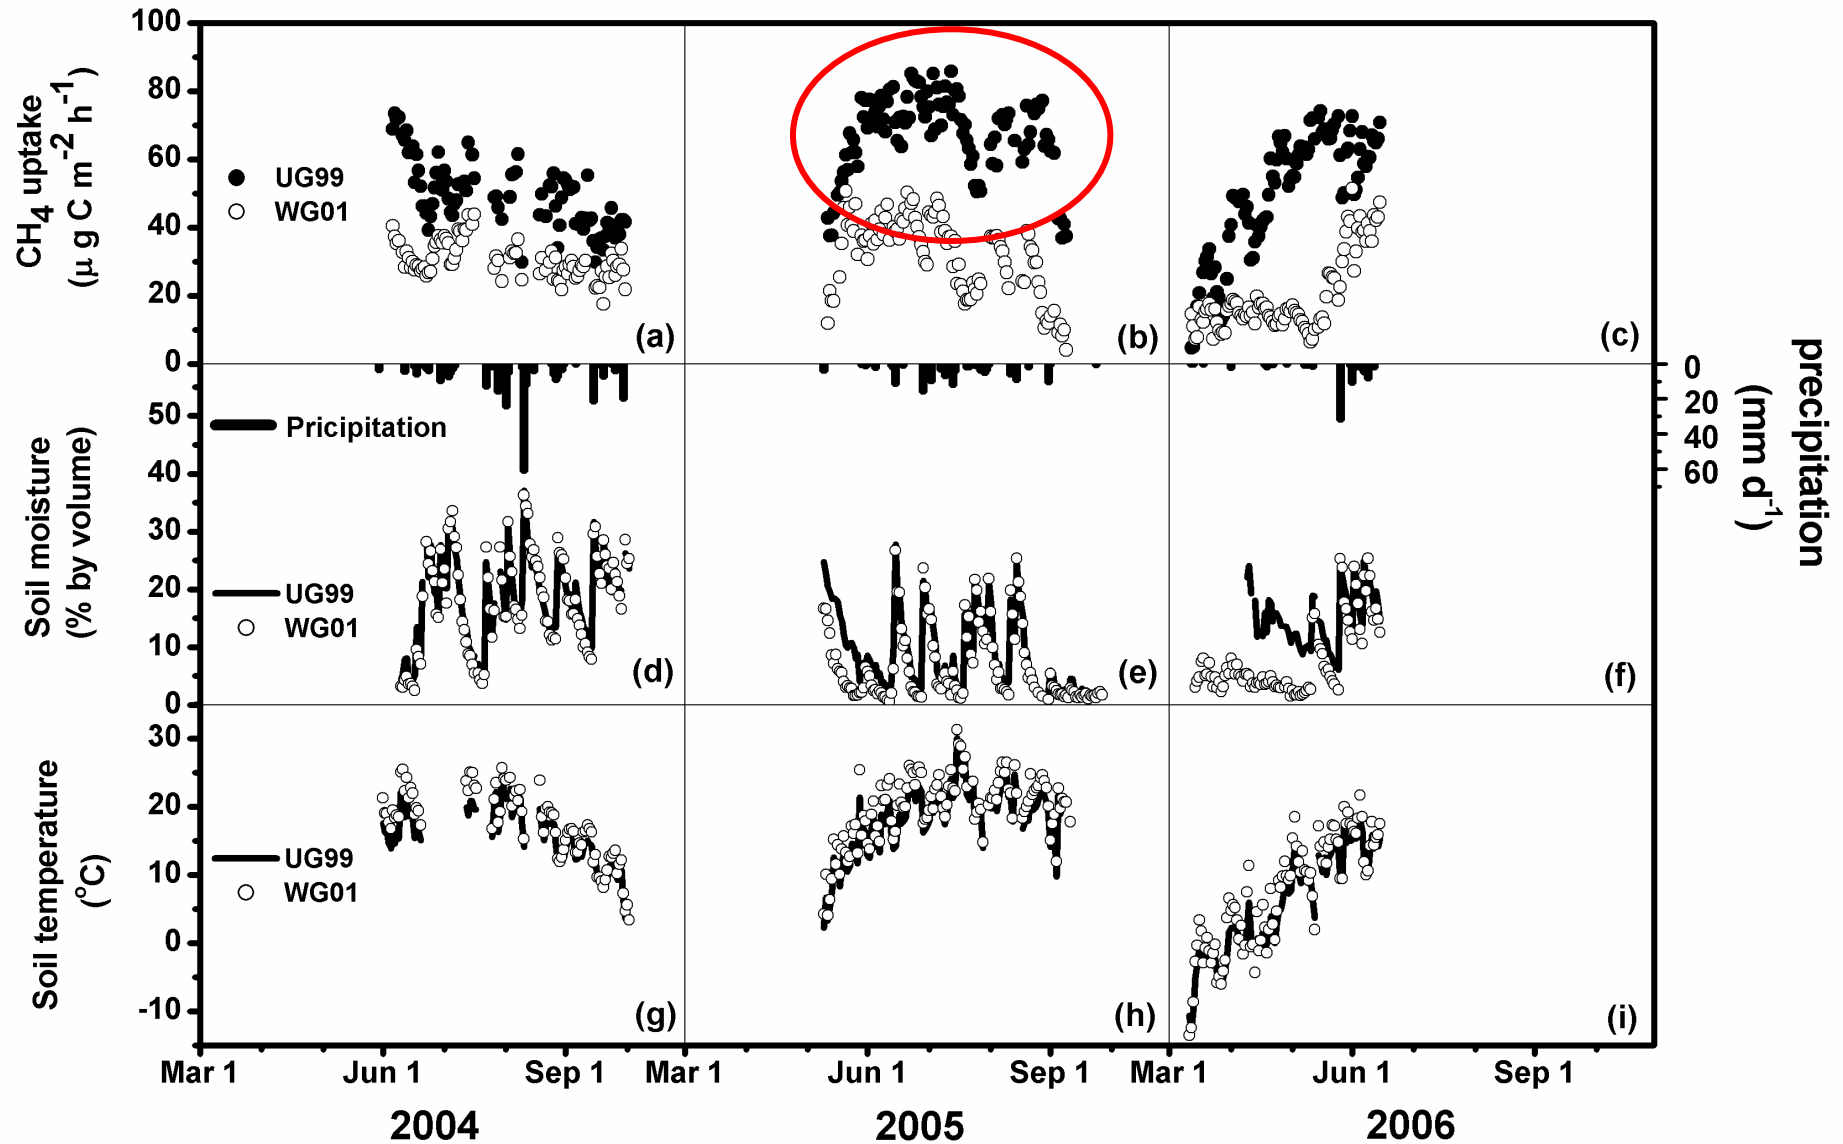 100
80
60
40
20
0
CH4 uptake
(μ g C m-2 h-1)
UG99
WG01
(a)
(b)
(c)
50
40
30
20
10
0
Soil moisture
(% by volume)
Pricipitation
UG99
WG01
(d)
(e)
(f)
0
20
40
60
precipitation
(mm d-1)
30
20
10
0
-10
Soil temperature
(oC)
UG99
WG01
(g)
(h)
(i)
Mar 1 Jun 1 Sep 1 Mar 1 Jun 1 Sep 1 Mar 1 Jun 1 Sep 1
2004 2005 2006